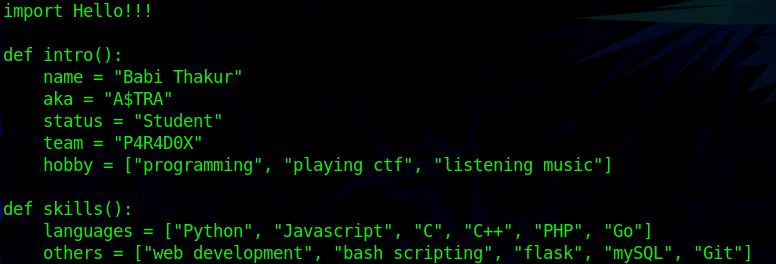 import Hello!!!
def intro():
    name = "Babi Thakur"
    aka = "A$TRA"
    status = "Student"
    team = "P4R4D0X"
    hobby = ["programming", "playing ctf", "listening music"]
def skills():
    languages = ["Python", "Javascript", "C", "C++", "PHP", "Go"]
    others = ["web development", "bash scripting", "flask", "mySQL", "Git"]